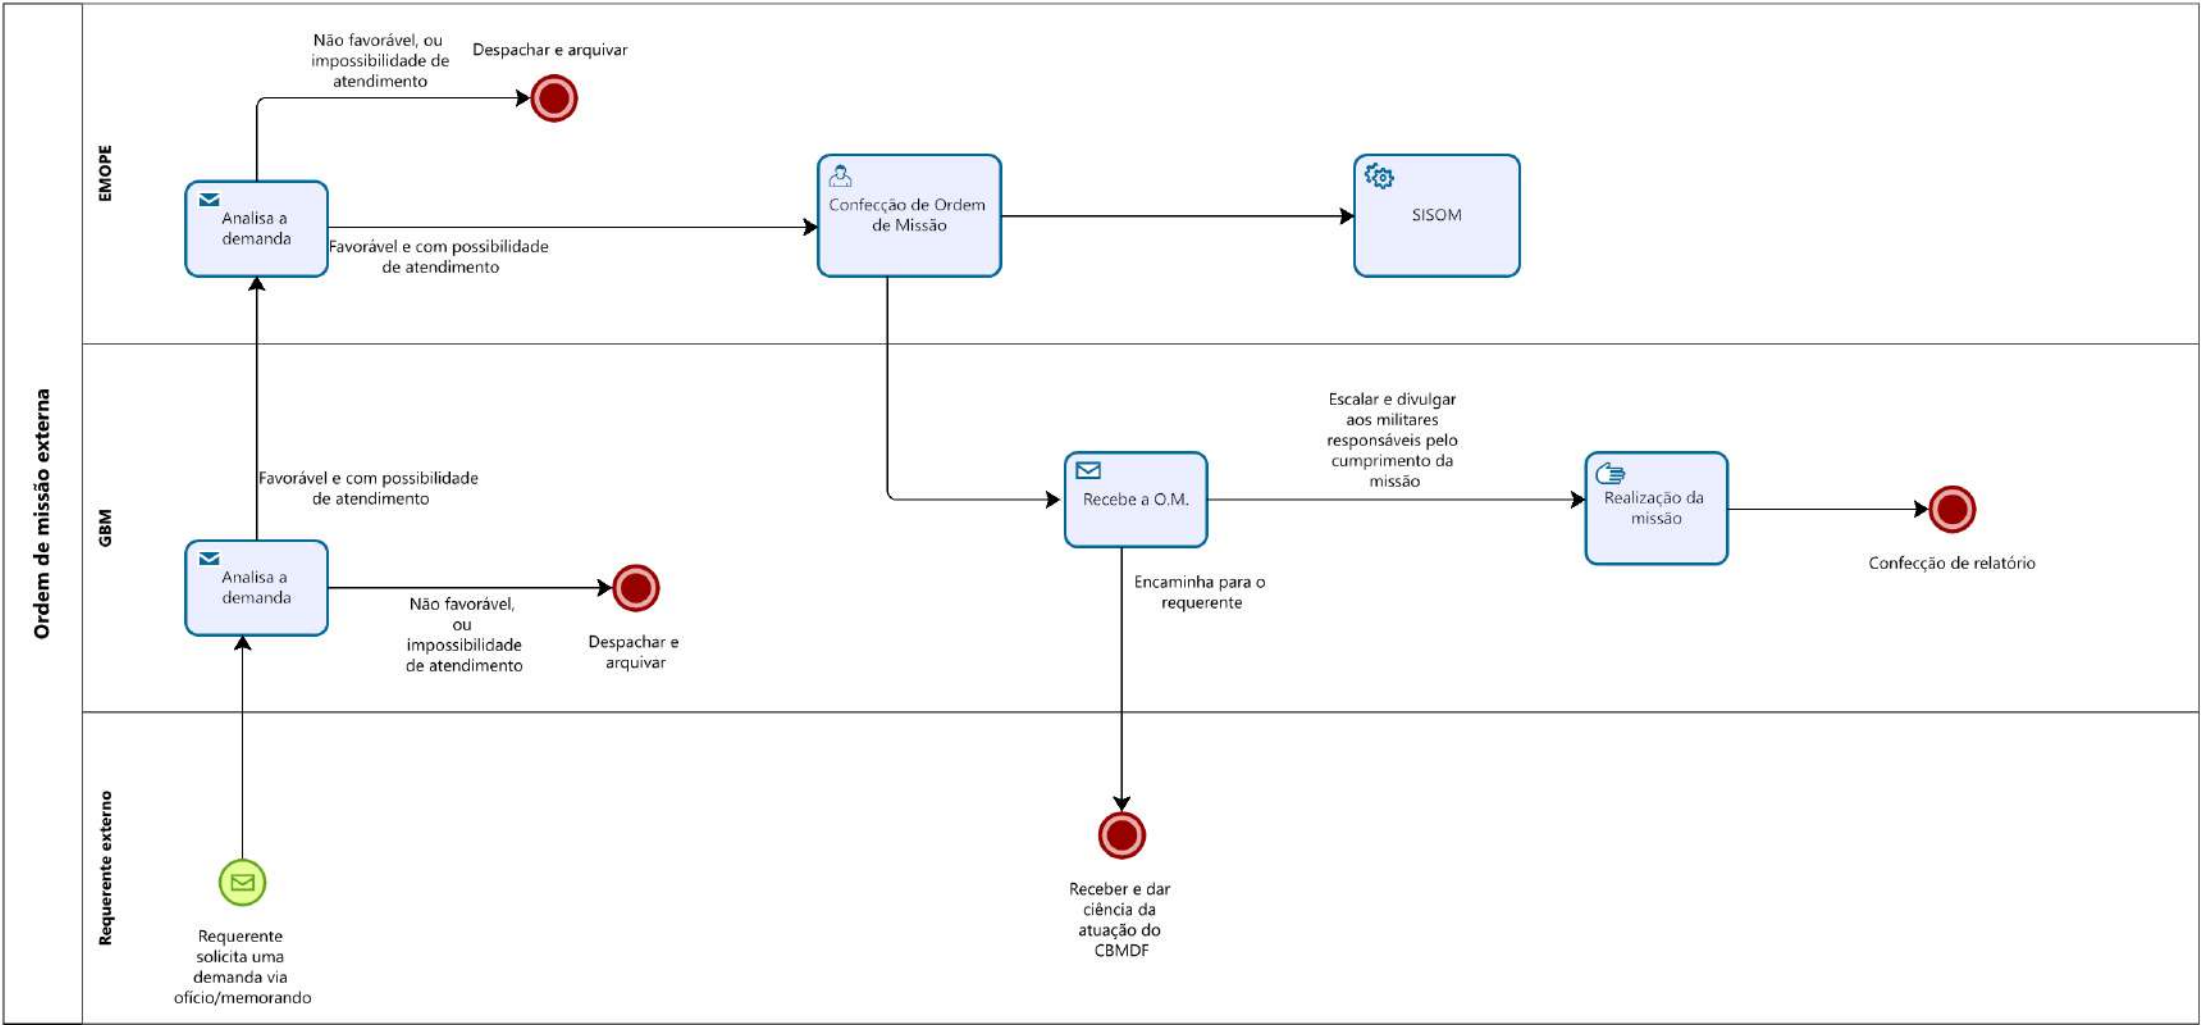 Ordem de missão externa
EMOPE
Não favorável, ou
impossibilidade de
atendimento
Despachar e arquivar
Analisa a
demanda
Favorável e com possibilidade
de atendimento
Confecção de Ordem
de Missão
SISOM
GBM
Favorável e com possibilidade
de atendimento
Analisa a
demanda
Não favorável,
ou
impossibilidade
de atendimento
Despachar e
arquivar
Recebe a O.M.
Escalar e divulgar
aos militares
responsáveis pelo
cumprimento da
missão
Realização da
missão
Confecção de relatório
Encaminha para o
requerente
Requerente externo
Requerente
solicita uma
demanda via
ofício/memorando
Receber e dar
ciência da
atuação do
CBMDF